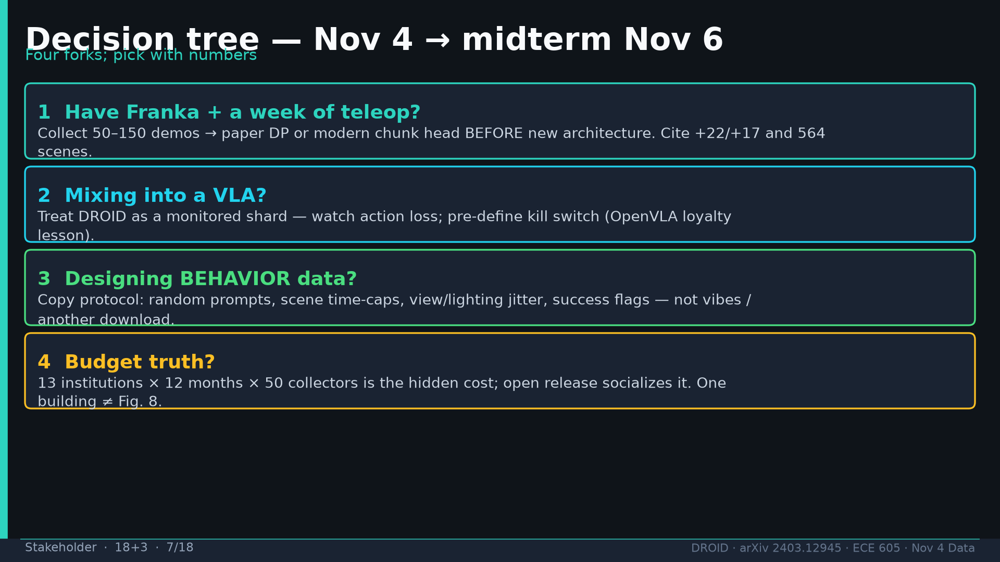 Decision tree — Nov 4 → midterm Nov 6
Four forks; pick with numbers
1 Have Franka + a week of teleop?
Collect 50–150 demos → paper DP or modern chunk head BEFORE new architecture. Cite +22/+17 and 564
scenes.
2 Mixing into a VLA?
Treat DROID as a monitored shard — watch action loss; pre-define kill switch (OpenVLA loyalty
lesson).
3 Designing BEHAVIOR data?
Copy protocol: random prompts, scene time-caps, view/lighting jitter, success flags — not vibes /
another download.
4 Budget truth?
13 institutions × 12 months × 50 collectors is the hidden cost; open release socializes it. One
building ≠ Fig. 8.
Stakeholder · 18+3 · 7/18
DROID · arXiv 2403.12945 · ECE 605 · Nov 4 Data